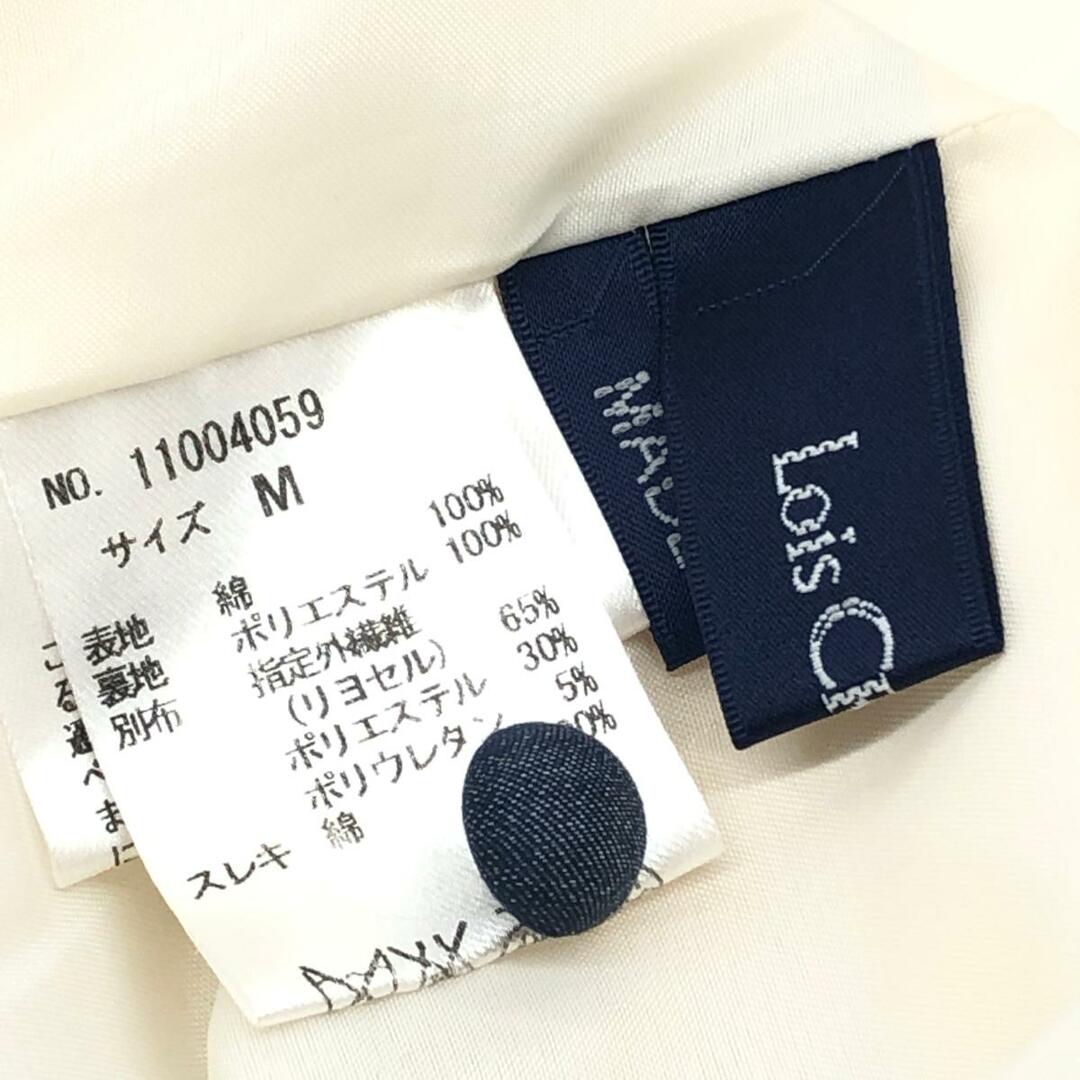 NO. 11004059
サイズ M
表地 綿 100%
裏地 ポリエステル 100%
別布 指定外繊維
(リヨセル) 65%
ポリエステル 30%
ポリウレタン 5%
スレキ 綿
Lois